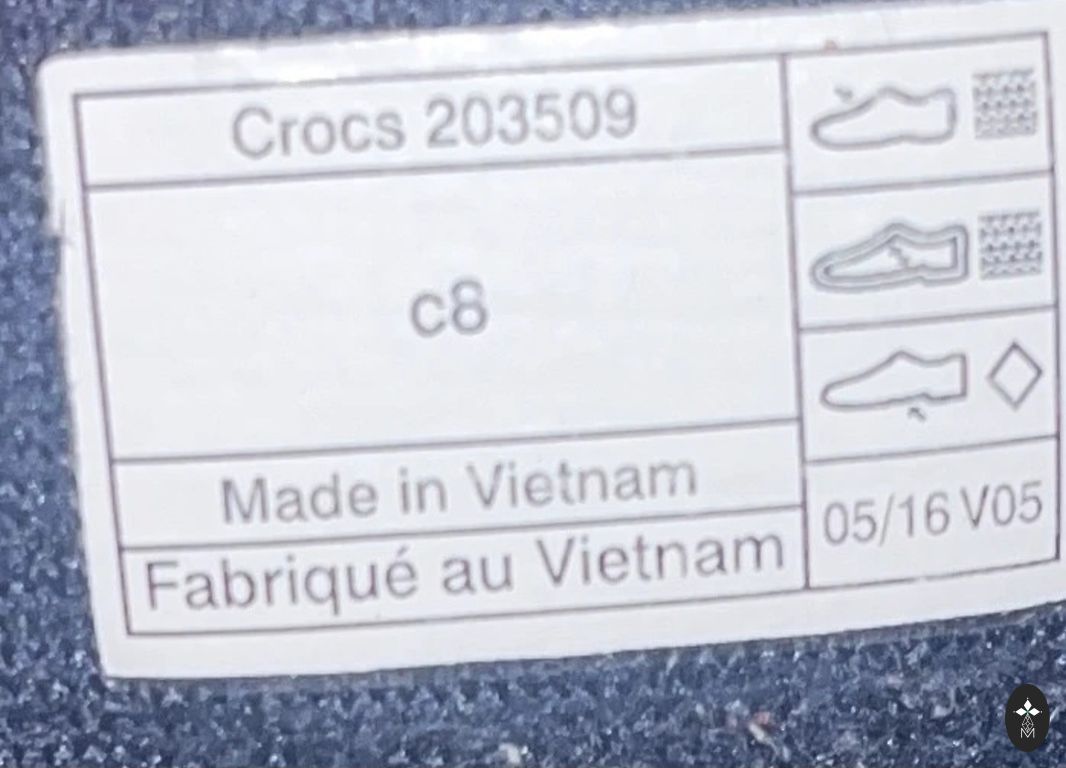 Crocs 203509
c8
Made in Vietnam
Fabriqué au Vietnam
05/16 V05
M